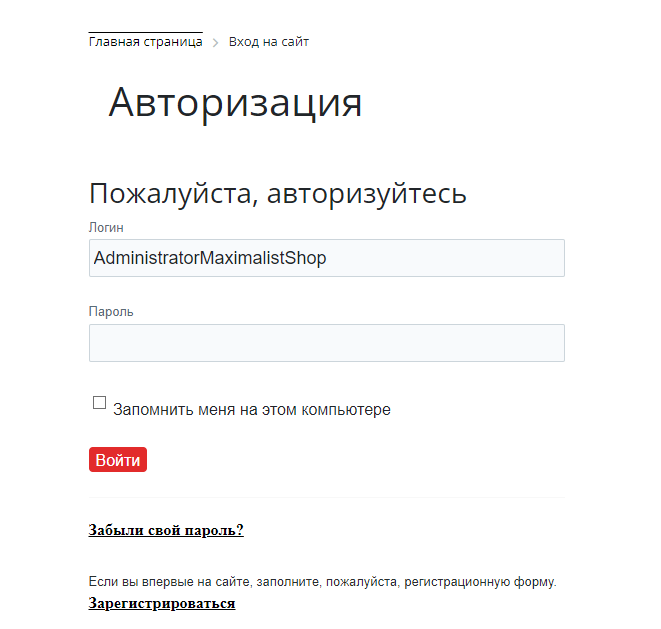 Главная страница > Вход на сайт
Авторизация
Пожалуйста, авторизуйтесь
Логин
AdministratorMaximalistShop
Пароль
Запомнить меня на этом компьютере
Войти
Забыли свой пароль?
Если вы впервые на сайте, заполните, пожалуйста, регистрационную форму.
Зарегистрироваться